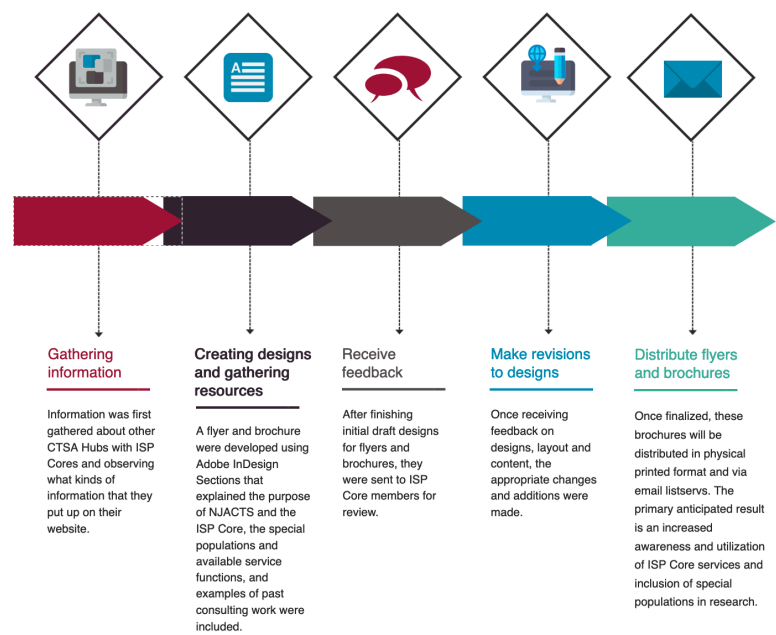 A
Gathering
information
Information was first
gathered about other
CTSA Hubs with ISP
Cores and observing
what kinds of
information that they
put up on their
website.
Creating designs
and gathering
resources
A flyer and brochure
were developed using
Adobe InDesign
Sections that
explained the purpose
of NJACTS and the
ISP Core, the special
populations and
available service
functions, and
examples of past
consulting work were
included.
Receive
feedback
After finishing
initial draft designs
for flyers and
brochures, they
were sent to ISP
Core members for
review.
Make revisions
to designs
Once receiving
feedback on
designs, layout and
content, the
appropriate changes
and additions were
made.
Distribute flyers
and brochures
Once finalized, these
brochures will be
distributed in physical
printed format and via
email listservs. The
primary anticipated result
is an increased
awareness and utilization
of ISP Core services and
inclusion of special
populations in research.